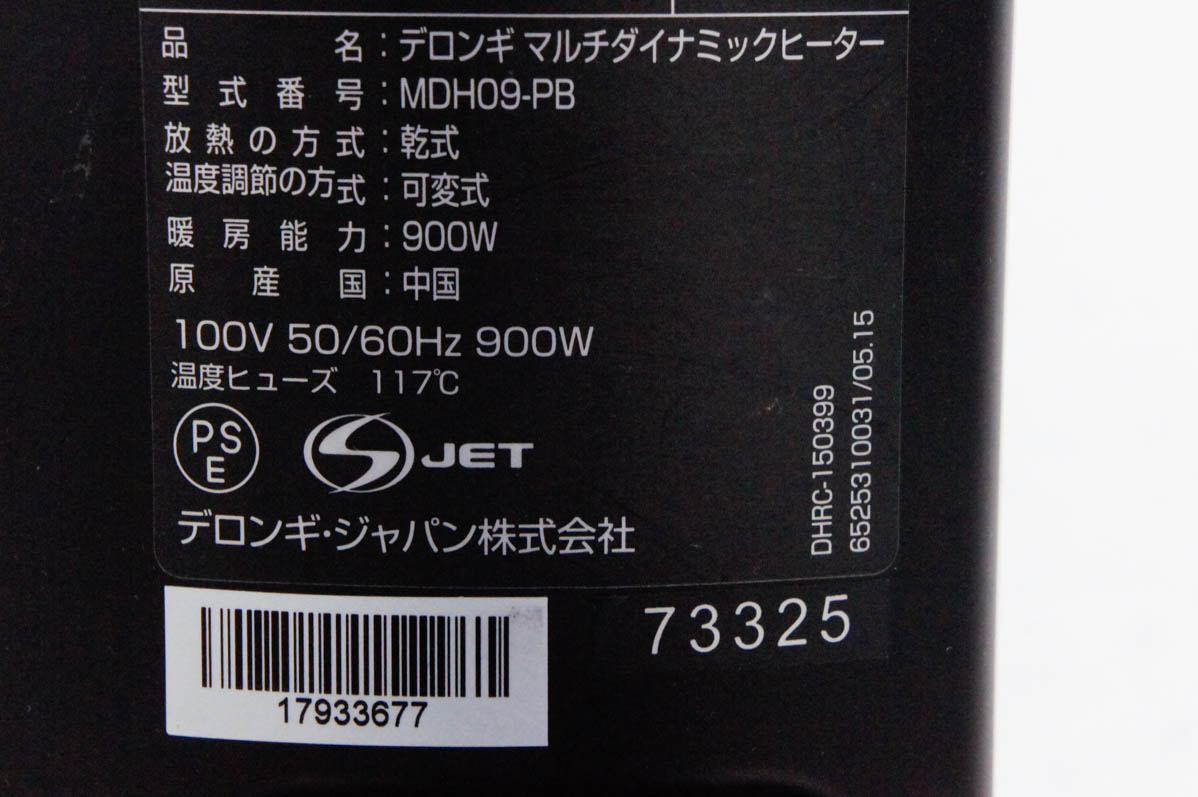 品名：デロンギ マルチダイナミックヒーター
型式番号：MDH09-PB
放熱の方式：乾式
温度調節の方式：可変式
暖房能力：900W
原産国：中国
100V 50/60Hz 900W
温度ヒューズ 117℃
PSE
S JET
デロンギ・ジャパン株式会社
DHRC-150399
6525310031/05.15
73325
17933677